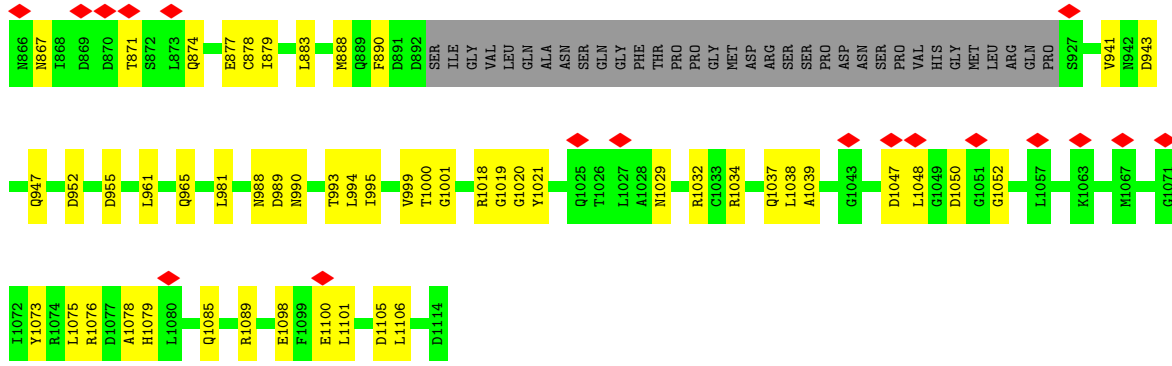 N866 N867 I868 D869 D870 T871 S872 L873 Q874 E877 C878 I879 L883 M888 Q889 F890 D891 D892 SER ILE GLY VAL LEU GLN ALA ASN SER GLN GLY PHE THR PRO PRO GLY MET ASP ARG SER SER PRO ASP ASN SER PRO VAL HIS GLY MET LEU ARG GLN PRO S927 V941 N942 D943
Q947 D952 D955 L961 Q965 L981 N988 D989 N990 T993 L994 I995 V999 T1000 G1001 R1018 G1019 G1020 Y1021 Q1025 T1026 L1027 A1028 N1029 R1032 C1033 R1034 Q1037 L1038 A1039 G1043 D1047 L1048 G1049 D1050 G1051 G1052 L1057 K1063 M1067 G1071
I1072 Y1073 R1074 L1075 R1076 D1077 A1078 H1079 L1080 Q1085 R1089 E1098 F1099 E1100 L1101 D1105 L1106 D1114